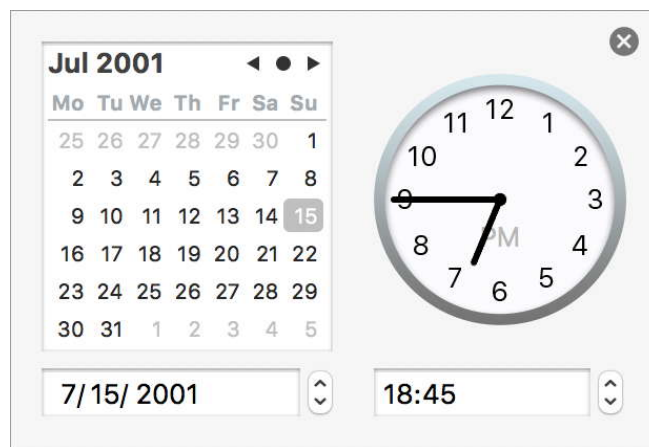 Jul 2001
Mo Tu We Th Fr Sa Su
25 26 27 28 29 30 1
2 3 4 5 6 7 8
9 10 11 12 13 14 15
16 17 18 19 20 21 22
23 24 25 26 27 28 29
30 31 1 2 3 4 5
7/15/2001
12
11 1
10 2
9 3
PM
8 4
7 5
6
18:45